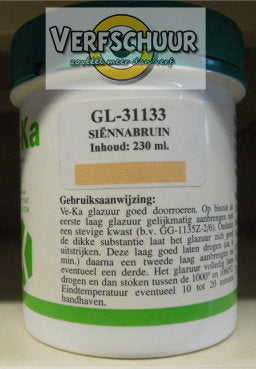 VERFSCHUUR
zoveel meer dan verf
GL-31133
SIËNNABRUIN
Inhoud: 230 ml.
Gebruiksaanwijzing:
Ve-Ka glazuur goed doorroeren. Op biscuit de
eerste laag glazuur gelijkmatig aanbrengen met
een stevige kwast (b.v. GG-1135Z-2/6). Ondanks
de dikke substantie laat het glazuur zich goed
uitstrijken. Deze laag goed laten drogen (ca.
min.) daarna een tweede laag aanbrengen en
eventueel een derde. Het glazuur volledig laten
drogen en dan stoken tussen de 1000° en 1060°C.
Eindtemperatuur eventueel 10 tot 20 minuten
handhaven.